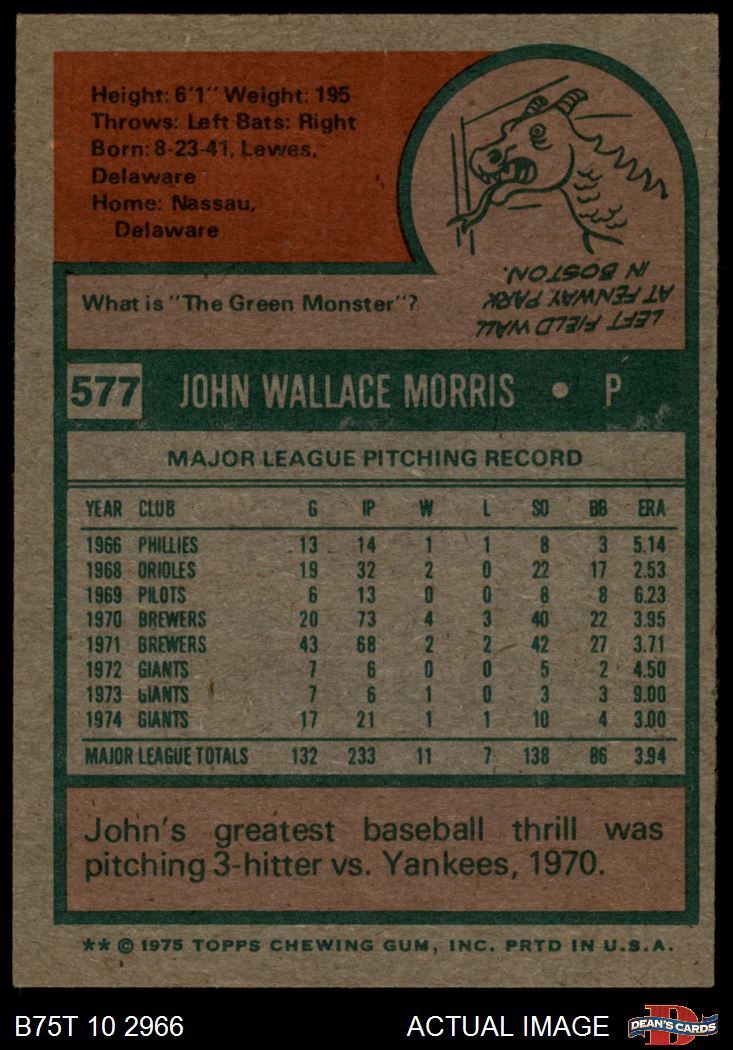 Height: 6'1" Weight: 195
Throws: Left Bats: Right
Born: 8-23-41, Lewes,
Delaware
Home: Nassau,
Delaware
What is "The Green Monster"?
LEFT FIELD WALL
AT FENWAY PARK
IN BOSTON.
577 JOHN WALLACE MORRIS • P
MAJOR LEAGUE PITCHING RECORD
YEAR CLUB G IP W L SO BB ERA
1966 PHILLIES 13 14 1 1 8 3 5.14
1968 ORIOLES 19 32 2 0 22 17 2.53
1969 PILOTS 6 13 0 0 8 8 6.23
1970 BREWERS 20 73 4 3 40 22 3.95
1971 BREWERS 43 68 2 2 42 27 3.71
1972 GIANTS 7 6 0 0 5 2 4.50
1973 GIANTS 7 6 1 0 3 3 9.00
1974 GIANTS 17 21 1 1 10 4 3.00
MAJOR LEAGUE TOTALS 132 233 11 7 138 86 3.94
John's greatest baseball thrill was
pitching 3-hitter vs. Yankees, 1970.
** © 1975 TOPPS CHEWING GUM, INC. PRTD IN U.S.A.
B75T 10 2966 ACTUAL IMAGE D DEAN'S CARDS